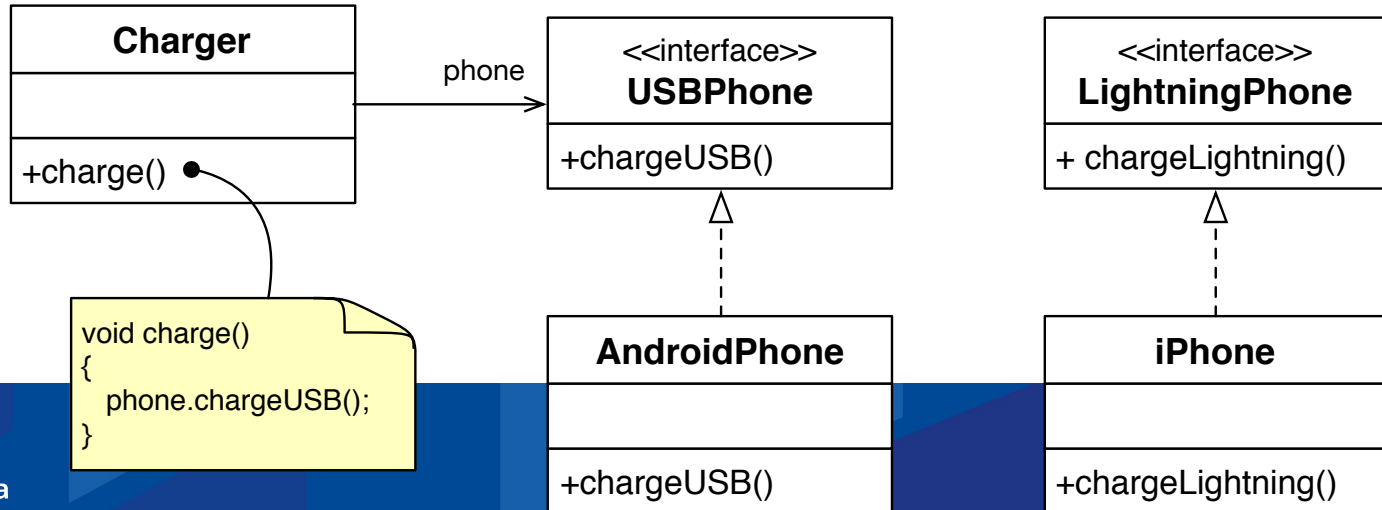 Charger
+charge()
phone
<<interface>>
USBPhone
+chargeUSB()
<<interface>>
LightningPhone
+ chargeLightning()
void charge()
{
phone.chargeUSB();
}
AndroidPhone
+chargeUSB()
iPhone
+chargeLightning()
a